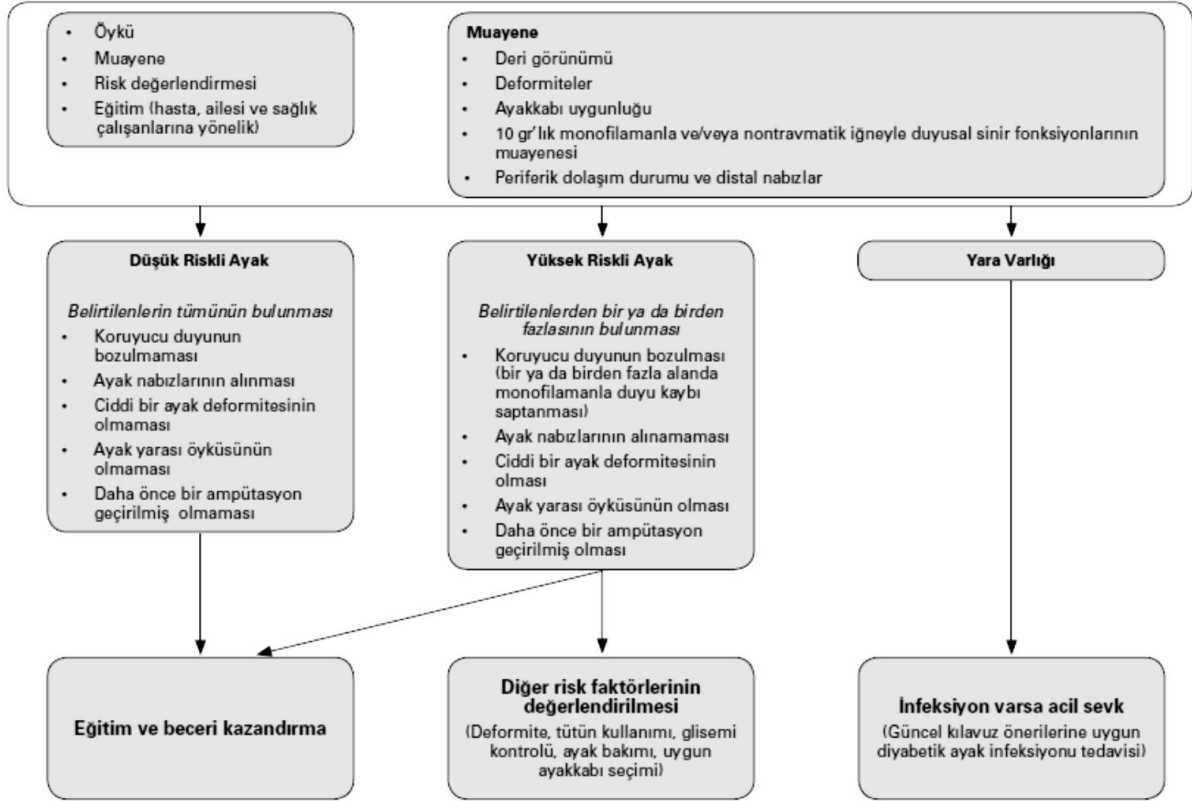 • Öykü
• Muayene
• Risk değerlendirmesi
• Eğitim (hasta, ailesi ve sağlık
çalışanlarına yönelik)
Muayene
• Deri görünümü
• Deformiteler
• Ayakkabı uygunluğu
• 10 gr'lık monofilamanla ve/veya nontravmatik iğneyle duyusal sinir fonksiyonlarının
muayenesi
• Periferik dolaşım durumu ve distal nabızlar
Düşük Riskli Ayak
Belirtilenlerin tümünün bulunması
• Koruyucu duyunun
bozulmaması
• Ayak nabızlarının alınması
• Ciddi bir ayak deformitesinin
olmaması
• Ayak yarası öyküsünün
olmaması
• Daha önce bir ampütasyon
geçirilmiş olmaması
Yüksek Riskli Ayak
Belirtilenlerden bir ya da birden
fazlasının bulunması
• Koruyucu duyunun bozulması
(bir ya da birden fazla alanda
monofilamanla duyu kaybı
saptanması)
• Ayak nabızlarının alınamaması
• Ciddi bir ayak deformitesinin
olması
• Ayak yarası öyküsünün olması
• Daha önce bir ampütasyon
geçirilmiş olması
Yara Varlığı
Eğitim ve beceri kazandırma
Diğer risk faktörlerinin
değerlendirilmesi
(Deformite, tütün kullanımı, glisemi
kontrolü, ayak bakımı, uygun
ayakkabı seçimi)
İnfeksiyon varsa acil sevk
(Güncel kılavuz önerilerine uygun
diyabetik ayak infeksiyonu tedavisi)